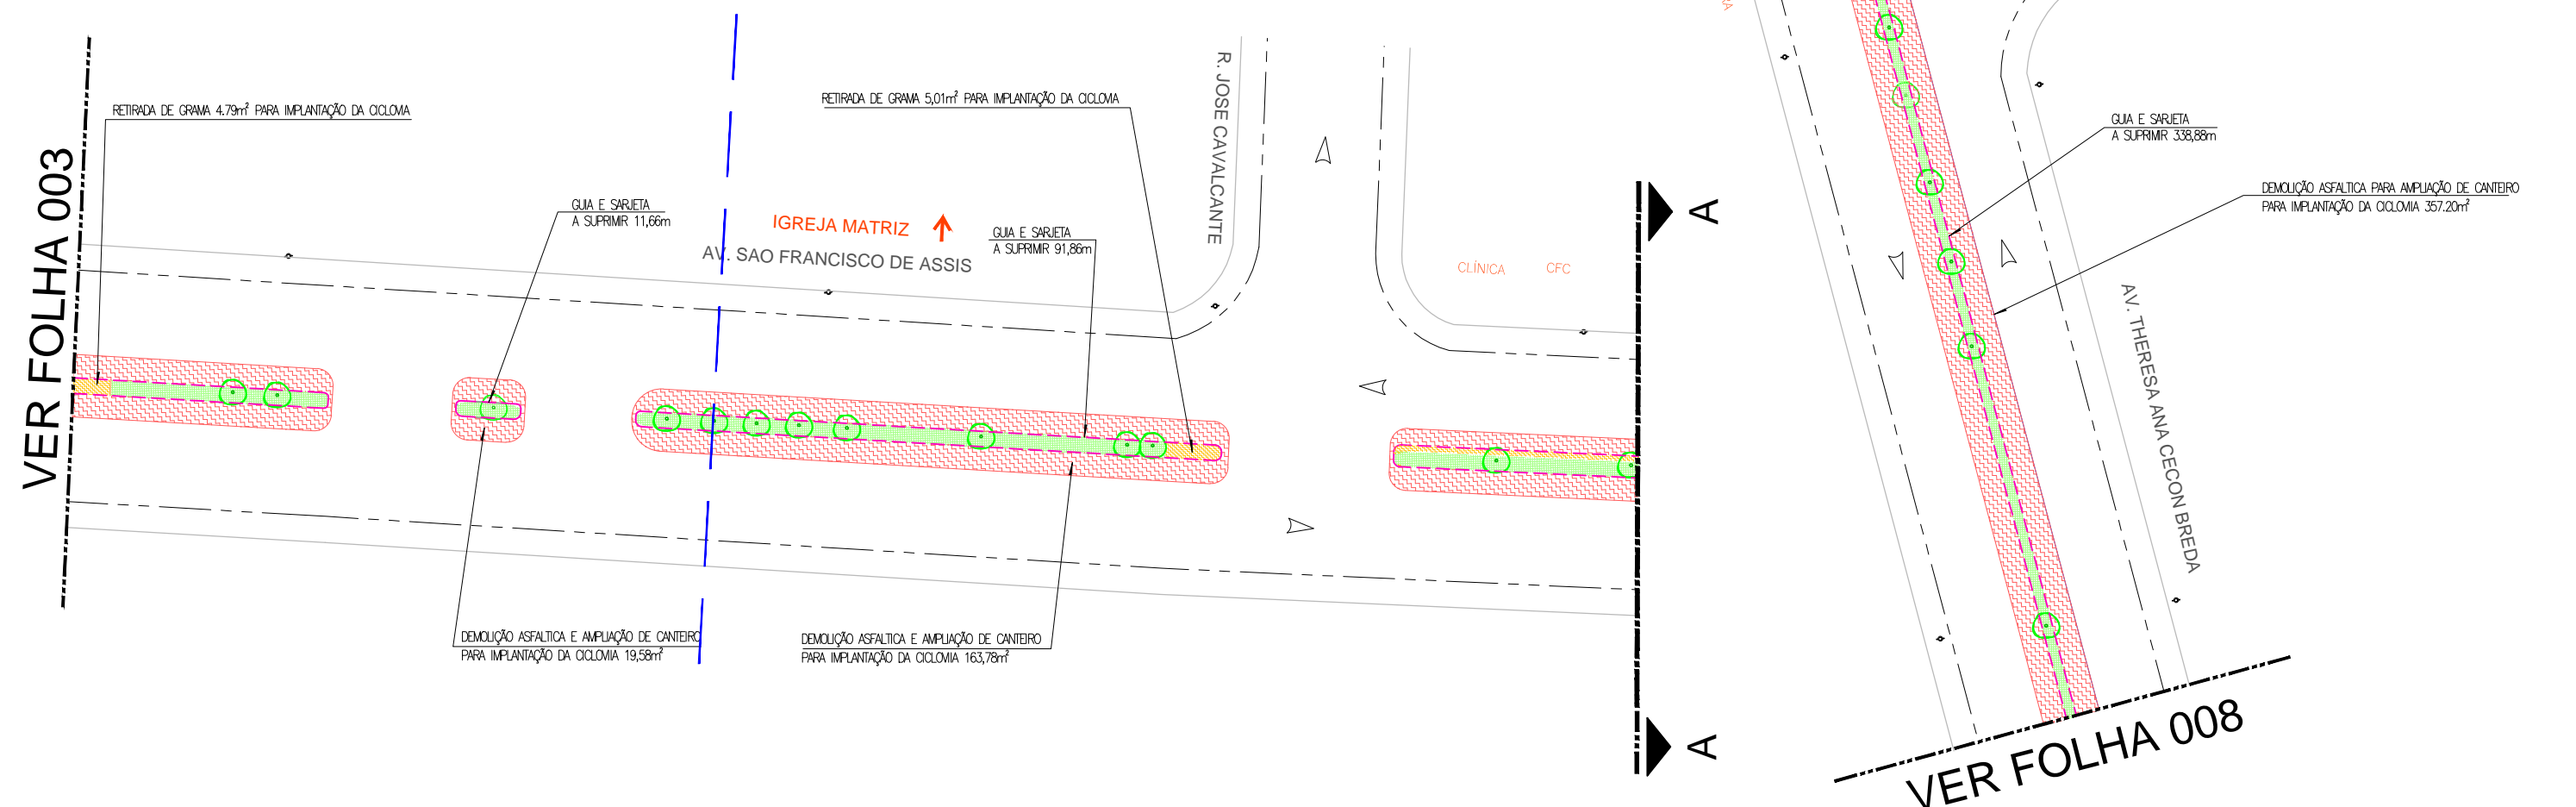 VER FOLHA 003
RETIRADA DE GRAMA 4.79m² PARA IMPLANTAÇÃO DA CICLOVIA
GUIA E SARJETA
A SUPRIMIR 11,66m
IGREJA MATRIZ
AV. SAO FRANCISCO DE ASSIS
RETIRADA DE GRAMA 5,01m² PARA IMPLANTAÇÃO DA CICLOVIA
GUIA E SARJETA
A SUPRIMIR 91,86m
R. JOSE CAVALCANTE
CLÍNICA
CFC
DEMOLIÇÃO ASFALTICA E AMPLIAÇÃO DE CANTEIRO
PARA IMPLANTAÇÃO DA CICLOVIA 19,58m²
DEMOLIÇÃO ASFALTICA E AMPLIAÇÃO DE CANTEIRO
PARA IMPLANTAÇÃO DA CICLOVIA 163,78m²
A
A
GUIA E SARJETA
A SUPRIMIR 338,88m
DEMOLIÇÃO ASFALTICA PARA AMPLIAÇÃO DE CANTEIRO
PARA IMPLANTAÇÃO DA CICLOVIA 357.20m²
AV. THERESA ANA CECON BREDA
VER FOLHA 008